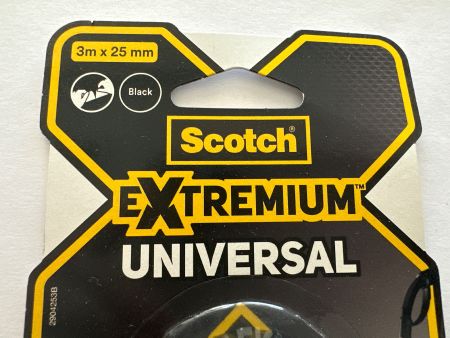 3m x 25 mm
Black
Scotch®
EXTREMIUM™
UNIVERSAL
2904253B